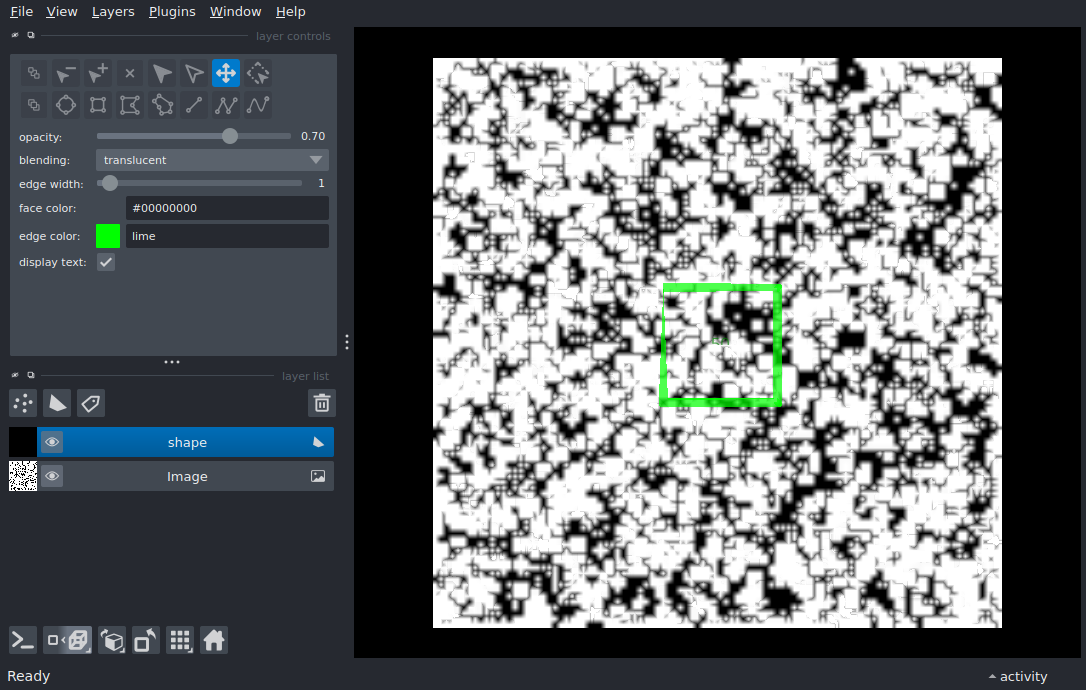 File View Layers Plugins Window Help
layer controls
opacity: 0.70
blending: translucent
edge width: 1
face color: #00000000
edge color: lime
display text:
layer list
shape
Image
Ready
activity